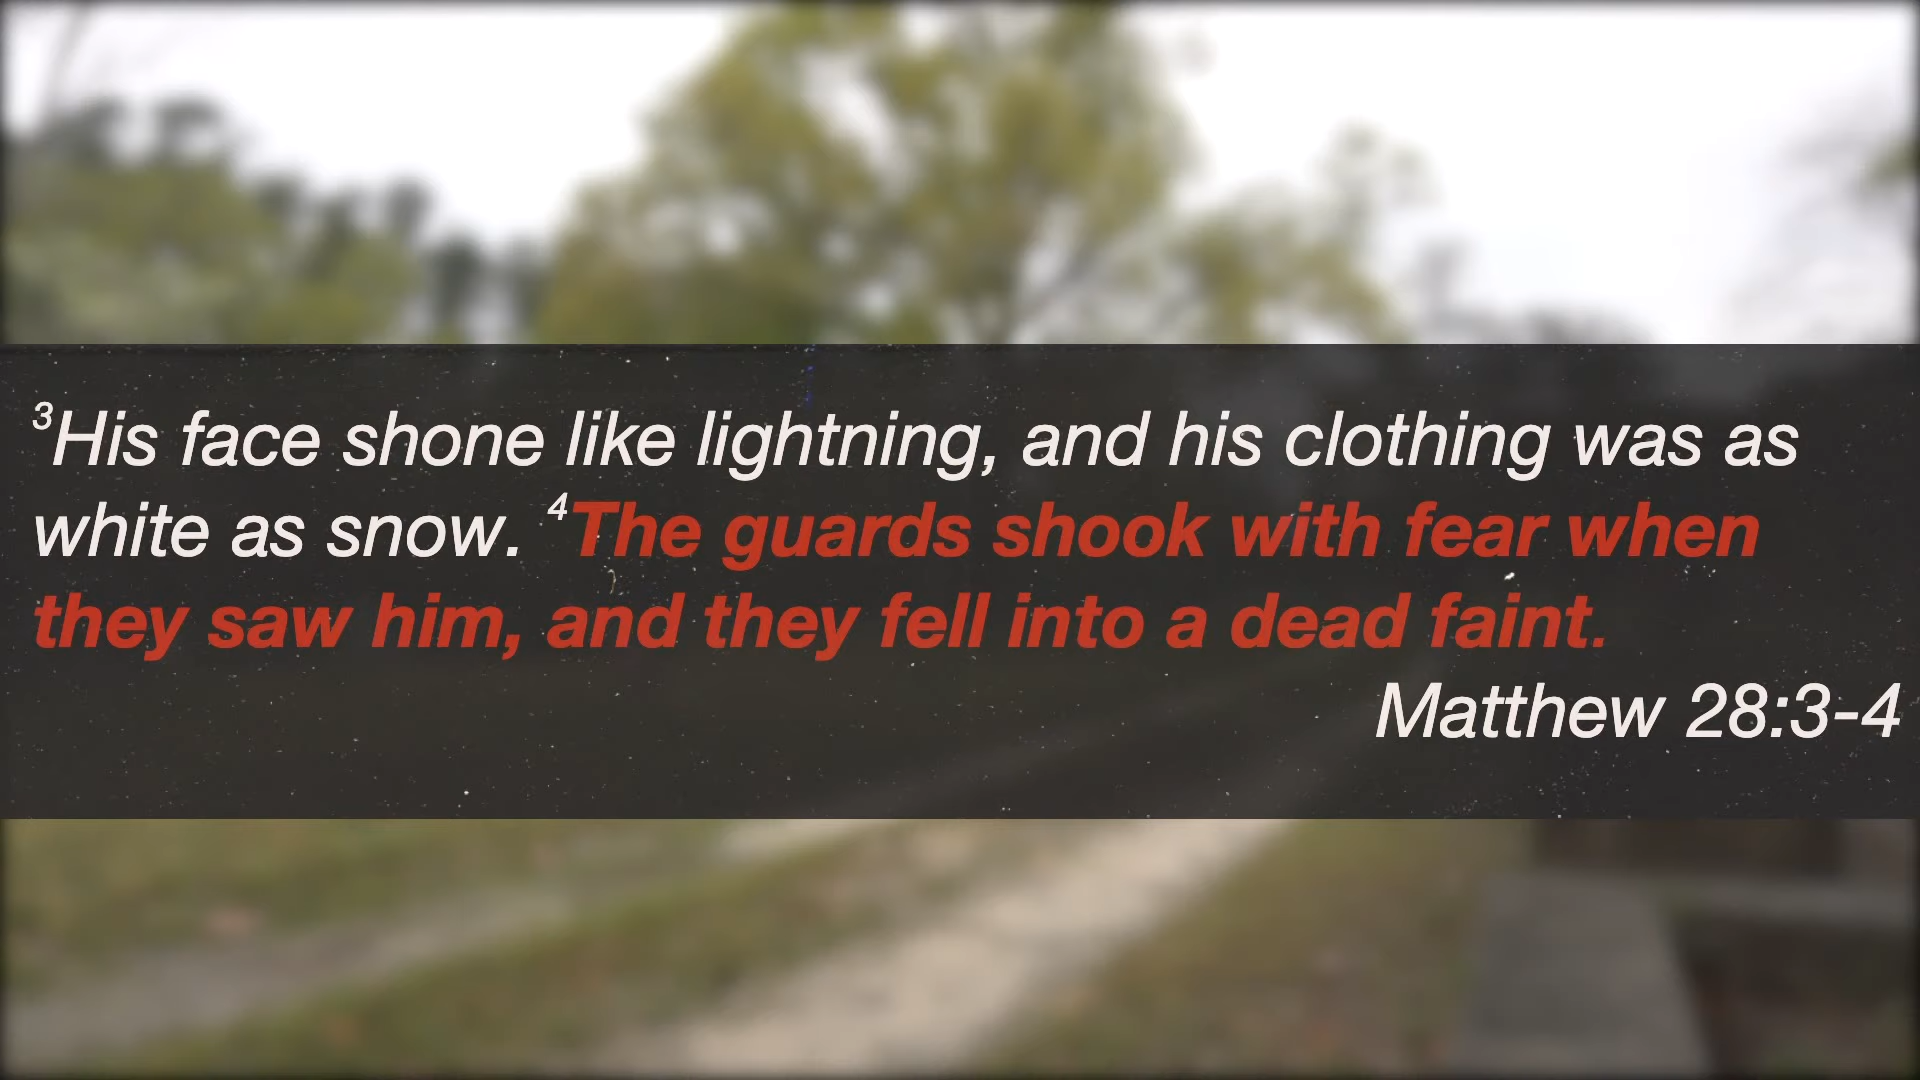 ³His face shone like lightning, and his clothing was as
white as snow. ⁴The guards shook with fear when
they saw him, and they fell into a dead faint.
Matthew 28:3-4